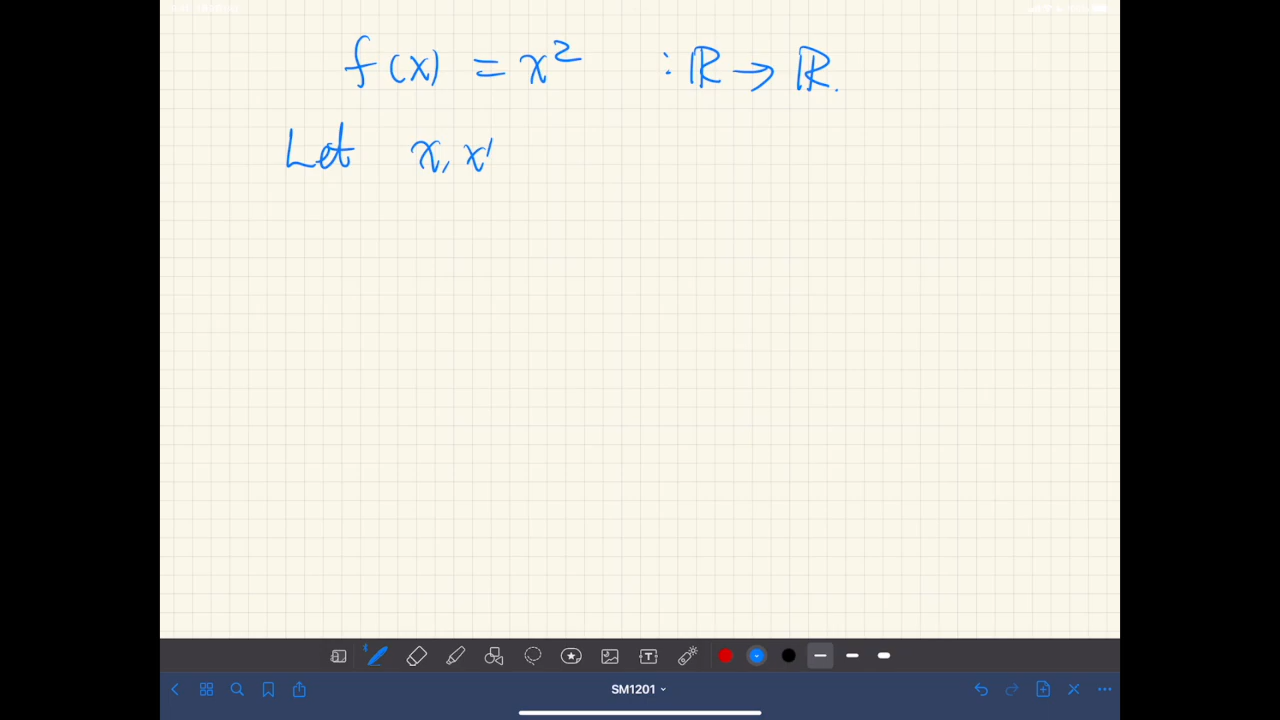 f(x) = x² : ℝ → ℝ.
Let x, x'
SM1201